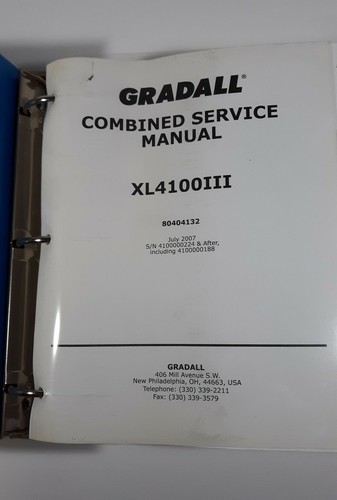 GRADALL®
COMBINED SERVICE
MANUAL
XL4100III
80404132
July 2007
S/N 4100000224 & After,
including 4100000188
GRADALL
406 Mill Avenue S.W.
New Philadelphia, OH, 44663, USA
Telephone: (330) 339-2211
Fax: (330) 339-3579